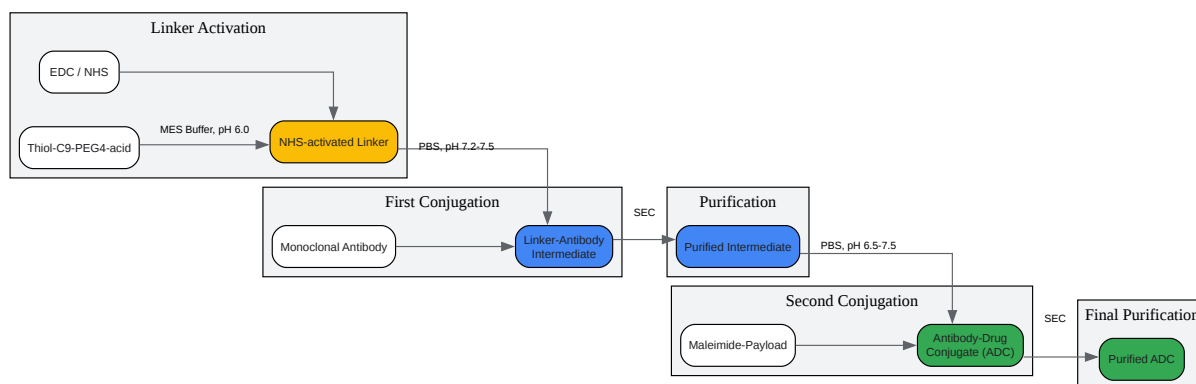 Linker Activation
EDC / NHS
MES Buffer, pH 6.0
Thiol-C9-PEG4-acid
NHS-activated Linker
PBS, pH 7.2-7.5
First Conjugation
Monoclonal Antibody
Linker-Antibody
Intermediate
SEC
Purification
Purified Intermediate
PBS, pH 6.5-7.5
Second Conjugation
Maleimide-Payload
Antibody-Drug
Conjugate (ADC)
SEC
Final Purification
Purified ADC